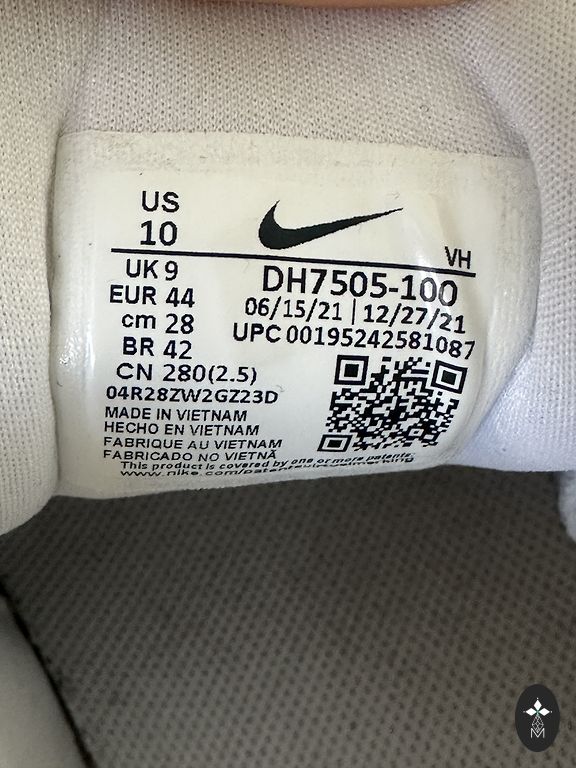 US
10
VH
UK 9
EUR 44
cm 28
BR 42
CN 280(2.5)
DH7505-100
06/15/21 | 12/27/21
UPC 00195242581087
04R28ZW2GZ23D
MADE IN VIETNAM
HECHO EN VIETNAM
FABRIQUE AU VIETNAM
FABRICADO NO VIETNÃ
This product is covered by one or more patents.
M